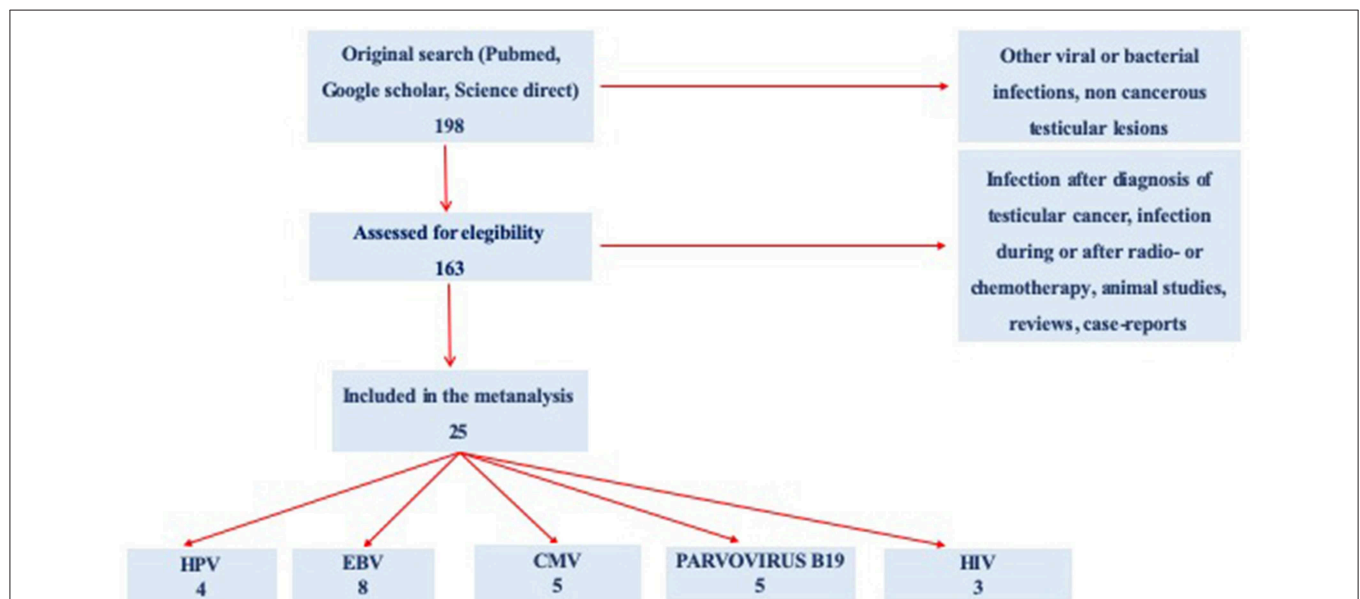 Original search (Pubmed,
Google scholar, Science direct)
198
Other viral or bacterial
infections, non cancerous
testicular lesions
Assessed for elegibility
163
Infection after diagnosis of
testicular cancer, infection
during or after radio- or
chemotherapy, animal studies,
reviews, case-reports
Included in the metanalysis
25
HPV
4
EBV
8
CMV
5
PARVOVIRUS B19
5
HIV
3